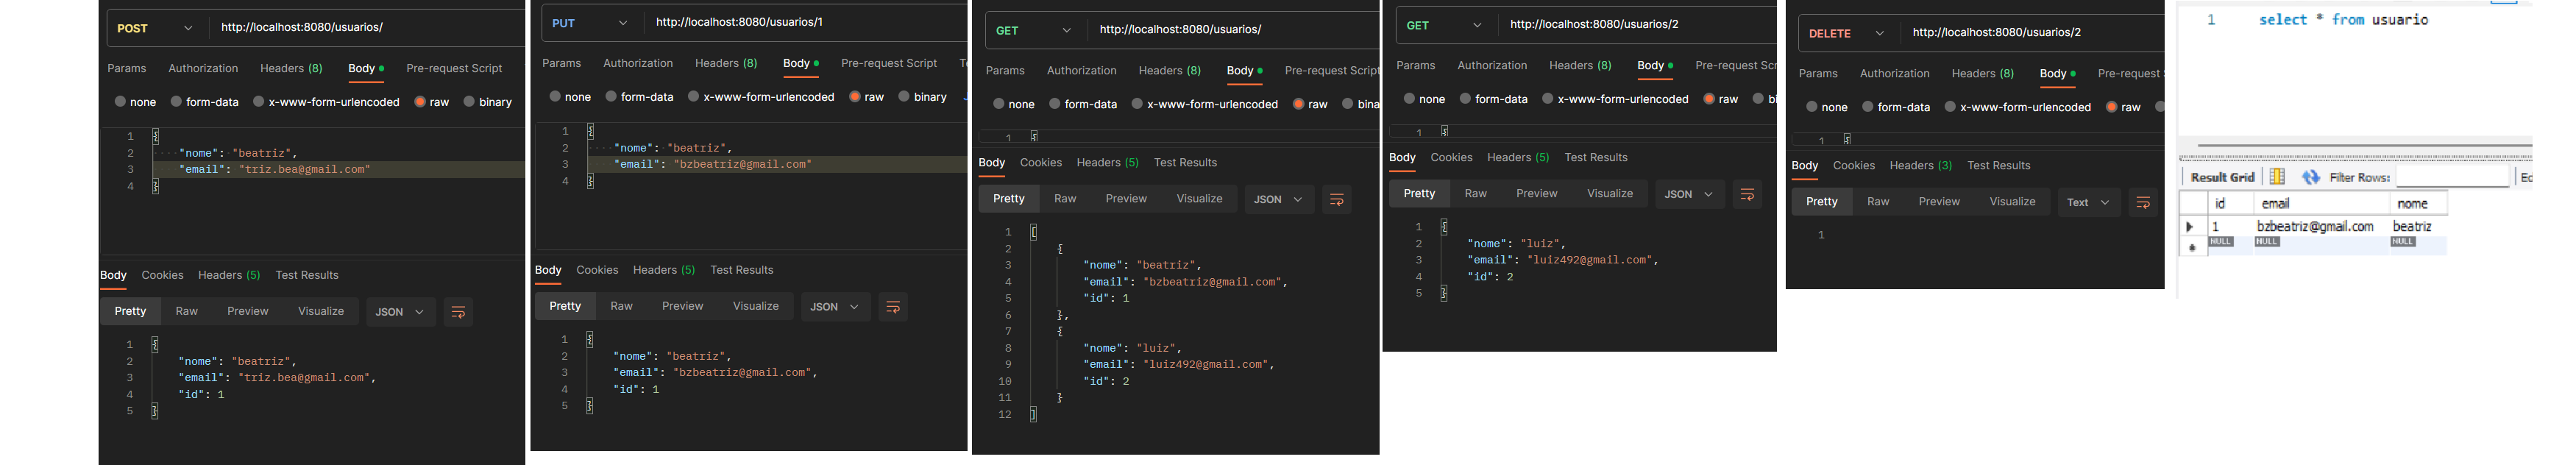 POST http://localhost:8080/usuarios/
Params Authorization Headers (8) Body Pre-request Script
none form-data x-www-form-urlencoded raw binary
1 {
2 "nome": "beatriz",
3 "email": "triz.bea@gmail.com"
4 }
Body Cookies Headers (5) Test Results
Pretty Raw Preview Visualize JSON
1 {
2 "nome": "beatriz",
3 "email": "triz.bea@gmail.com",
4 "id": 1
5 }
PUT http://localhost:8080/usuarios/1
Params Authorization Headers (8) Body Pre-request Script
none form-data x-www-form-urlencoded raw binary
1 {
2 "nome": "beatriz",
3 "email": "bzbeatriz@gmail.com"
4 }
Body Cookies Headers (5) Test Results
Pretty Raw Preview Visualize JSON
1 {
2 "nome": "beatriz",
3 "email": "bzbeatriz@gmail.com",
4 "id": 1
5 }
GET http://localhost:8080/usuarios/
Params Authorization Headers (8) Body Pre-request Script
none form-data x-www-form-urlencoded raw bina
1 {
Body Cookies Headers (5) Test Results
Pretty Raw Preview Visualize JSON
1 [
2 {
3 "nome": "beatriz",
4 "email": "bzbeatriz@gmail.com",
5 "id": 1
6 },
7 {
8 "nome": "luiz",
9 "email": "luiz492@gmail.com",
10 "id": 2
11 }
12 ]
GET http://localhost:8080/usuarios/2
Params Authorization Headers (8) Body Pre-request Scrip
none form-data x-www-form-urlencoded raw bi
1 {
Body Cookies Headers (5) Test Results
Pretty Raw Preview Visualize JSON
1 {
2 "nome": "luiz",
3 "email": "luiz492@gmail.com",
4 "id": 2
5 }
DELETE http://localhost:8080/usuarios/2
Params Authorization Headers (8) Body Pre-request
none form-data x-www-form-urlencoded raw
1 {
Body Cookies Headers (3) Test Results
Pretty Raw Preview Visualize Text
1
1 select * from usuario
Result Grid Filter Rows: Ed
id email nome
1 bzbeatriz@gmail.com beatriz
NULL NULL NULL